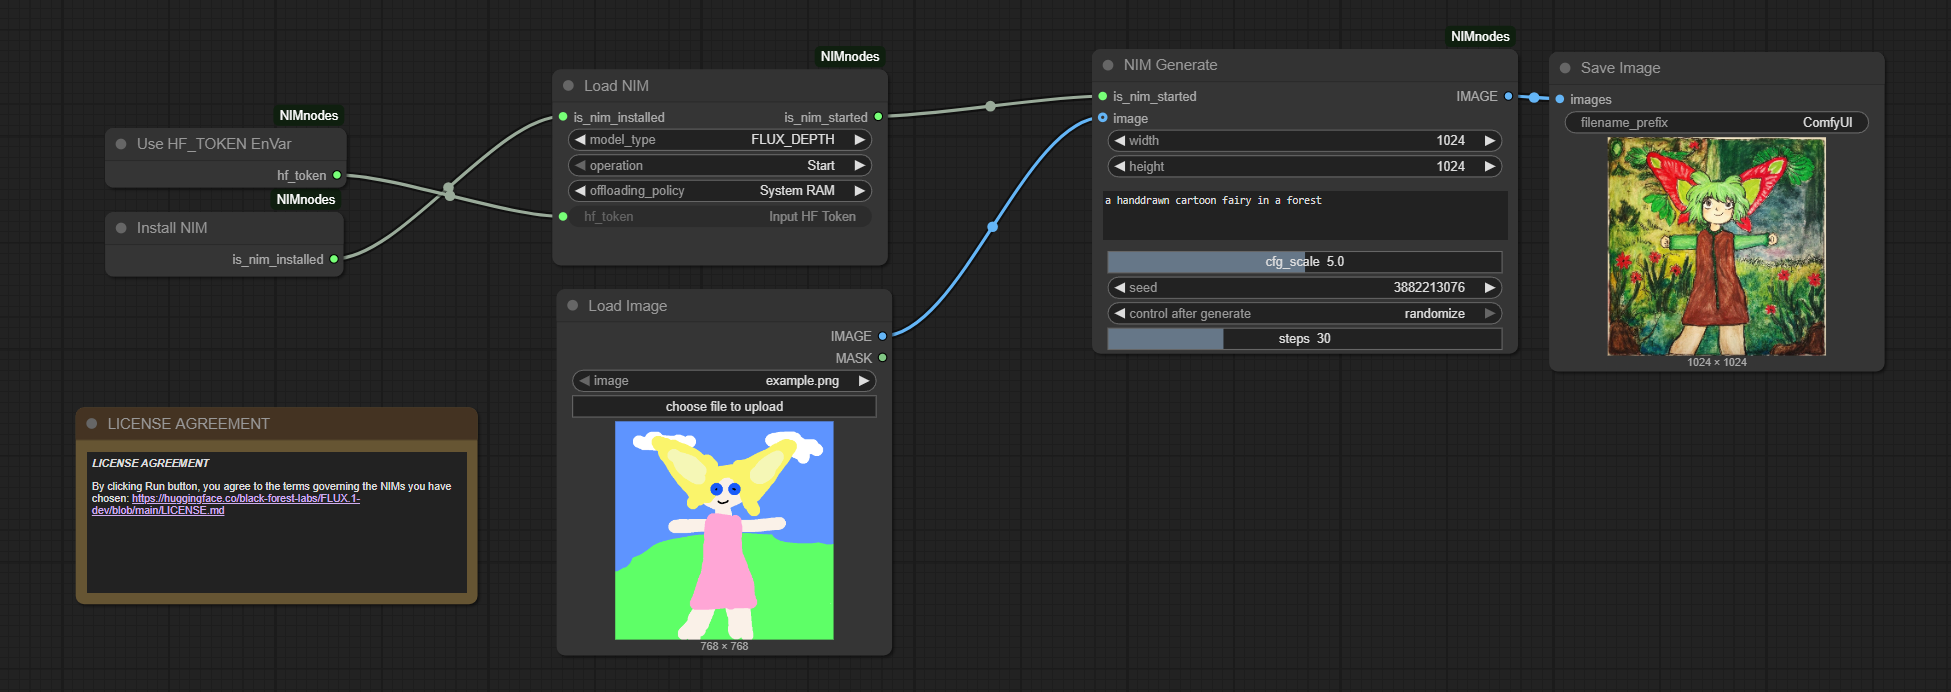 NIMnodes
Use HF_TOKEN EnVar
hf_token
NIMnodes
Install NIM
is_nim_installed
NIMnodes
Load NIM
is_nim_installed is_nim_started
model_type FLUX_DEPTH
operation Start
offloading_policy System RAM
hf_token Input HF Token
Load Image
IMAGE
MASK
image example.png
choose file to upload
768 × 768
LICENSE AGREEMENT
LICENSE AGREEMENT
By clicking Run button, you agree to the terms governing the NIMs you have
chosen: https://huggingface.co/black-forest-labs/FLUX.1-
dev/blob/main/LICENSE.md
NIMnodes
NIM Generate
is_nim_started IMAGE
image
width 1024
height 1024
a handdrawn cartoon fairy in a forest
cfg_scale 5.0
seed 3882213076
control after generate randomize
steps 30
Save Image
images
filename_prefix ComfyUI
1024 × 1024